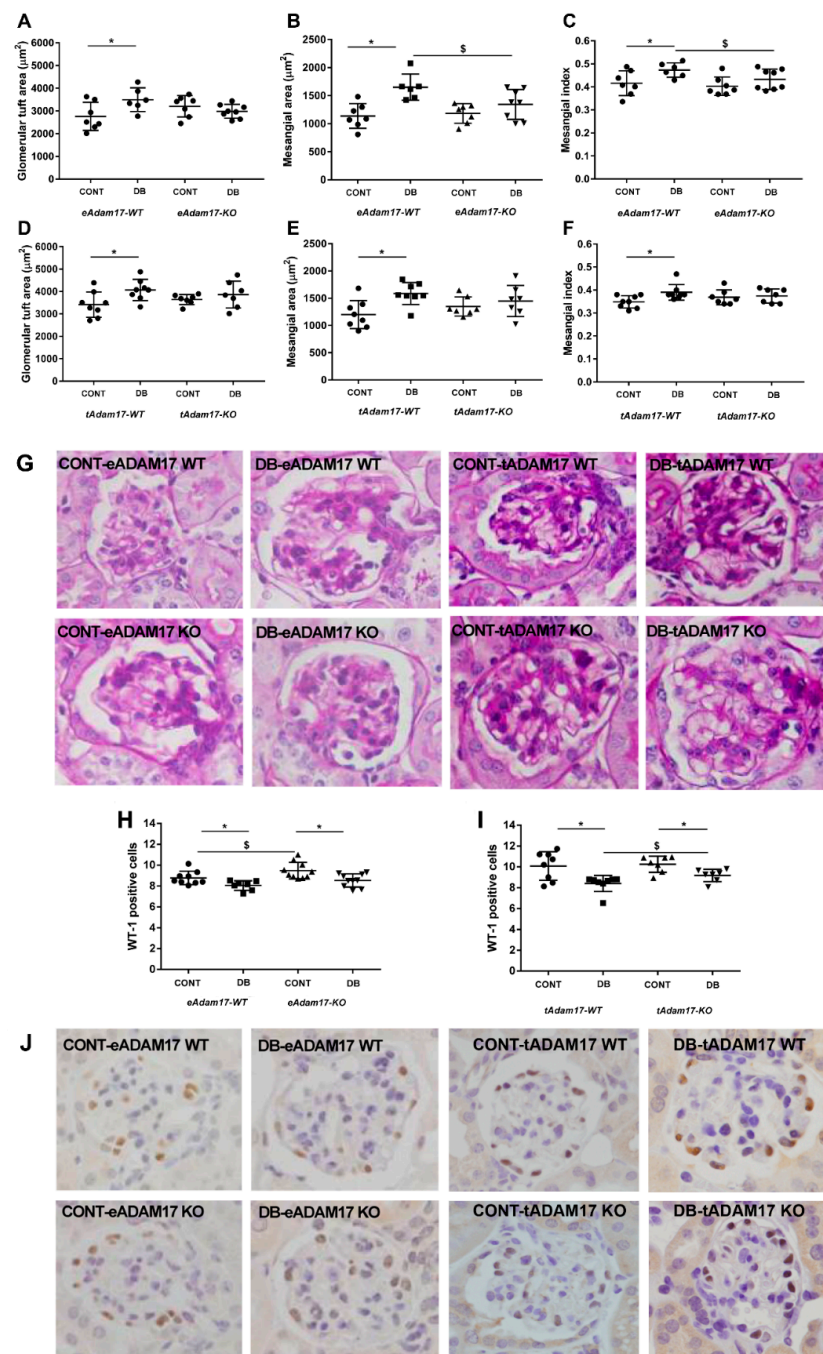 A
Glomerular tuft area (μm²)
6000
5000
4000
3000
2000
1000
0
*
CONT DB CONT DB
eAdam17-WT eAdam17-KO
B
Mesangial area (μm²)
2500
2000
1500
1000
500
0
* $
CONT DB CONT DB
eAdam17-WT eAdam17-KO
C
Mesangial index
0.6
0.5
0.4
0.3
0.2
0.1
0.0
* $
CONT DB CONT DB
eAdam17-WT eAdam17-KO
D
Glomerular tuft area (μm²)
6000
5000
4000
3000
2000
1000
0
*
CONT DB CONT DB
tAdam17-WT tAdam17-KO
E
Mesangial area (μm²)
2500
2000
1500
1000
500
0
*
CONT DB CONT DB
tAdam17-WT tAdam17-KO
F
Mesangial index
0.6
0.4
0.3
0.2
0.1
0.0
*
CONT DB CONT DB
tAdam17-WT tAdam17-KO
G
CONT-eADAM17 WT DB-eADAM17 WT CONT-tADAM17 WT DB-tADAM17 WT
CONT-eADAM17 KO DB-eADAM17 KO CONT-tADAM17 KO DB-tADAM17 KO
H
WT-1 positive cells
14
12
10
8
6
4
2
0
* *
$
CONT DB CONT DB
eAdam17-WT eAdam17-KO
I
WT-1 positive cells
14
12
10
8
6
4
2
0
* *
$
CONT DB CONT DB
tAdam17-WT tAdam17-KO
J
CONT-eADAM17 WT DB-eADAM17 WT CONT-tADAM17 WT DB-tADAM17 WT
CONT-eADAM17 KO DB-eADAM17 KO CONT-tADAM17 KO DB-tADAM17 KO